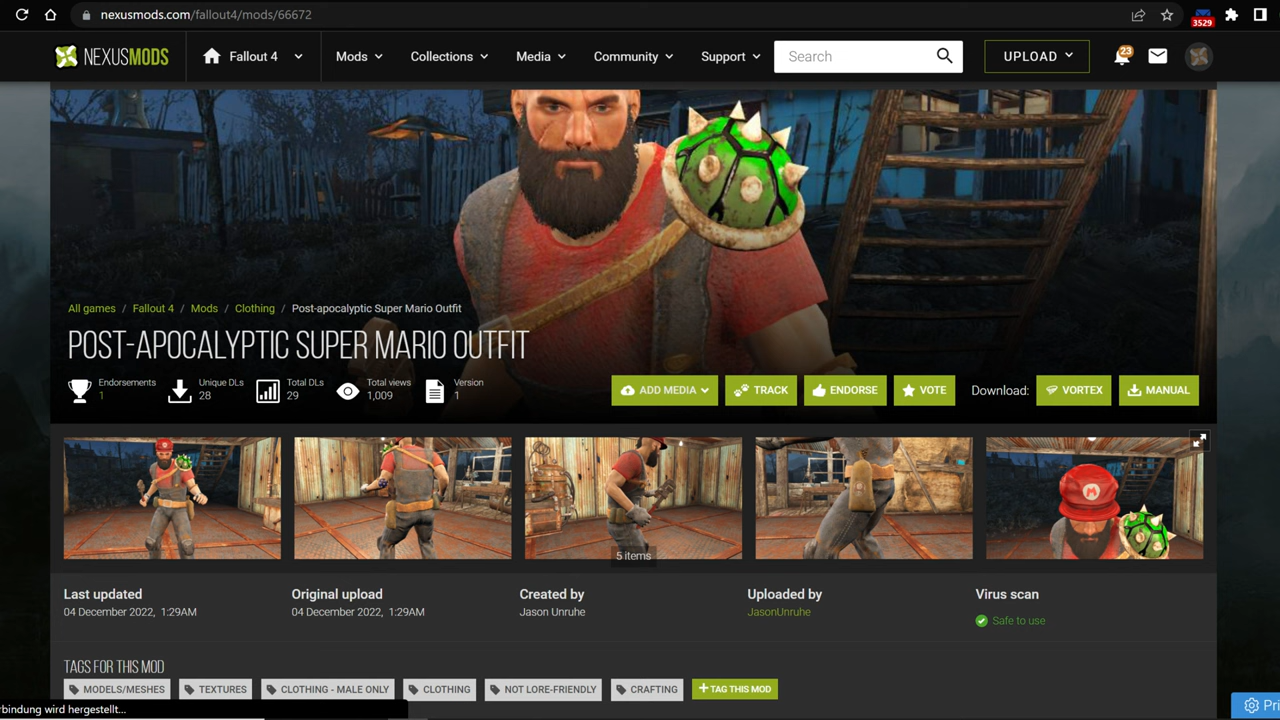 nexusmods.com/fallout4/mods/66672
3529
NEXUSMODS
Fallout 4
Mods
Collections
Media
Community
Support
Search
UPLOAD
23
All games / Fallout 4 / Mods / Clothing / Post-apocalyptic Super Mario Outfit
POST-APOCALYPTIC SUPER MARIO OUTFIT
Endorsements
1
Unique DLs
28
Total DLs
29
Total views
1,009
Version
1
ADD MEDIA
TRACK
ENDORSE
VOTE
Download:
VORTEX
MANUAL
M
5 items
Last updated
04 December 2022, 1:29AM
Original upload
04 December 2022, 1:29AM
Created by
Jason Unruhe
Uploaded by
JasonUnruhe
Virus scan
Safe to use
TAGS FOR THIS MOD
MODELS/MESHES
TEXTURES
CLOTHING - MALE ONLY
CLOTHING
NOT LORE-FRIENDLY
CRAFTING
+ TAG THIS MOD
rbindung wird hergestellt...
Pri